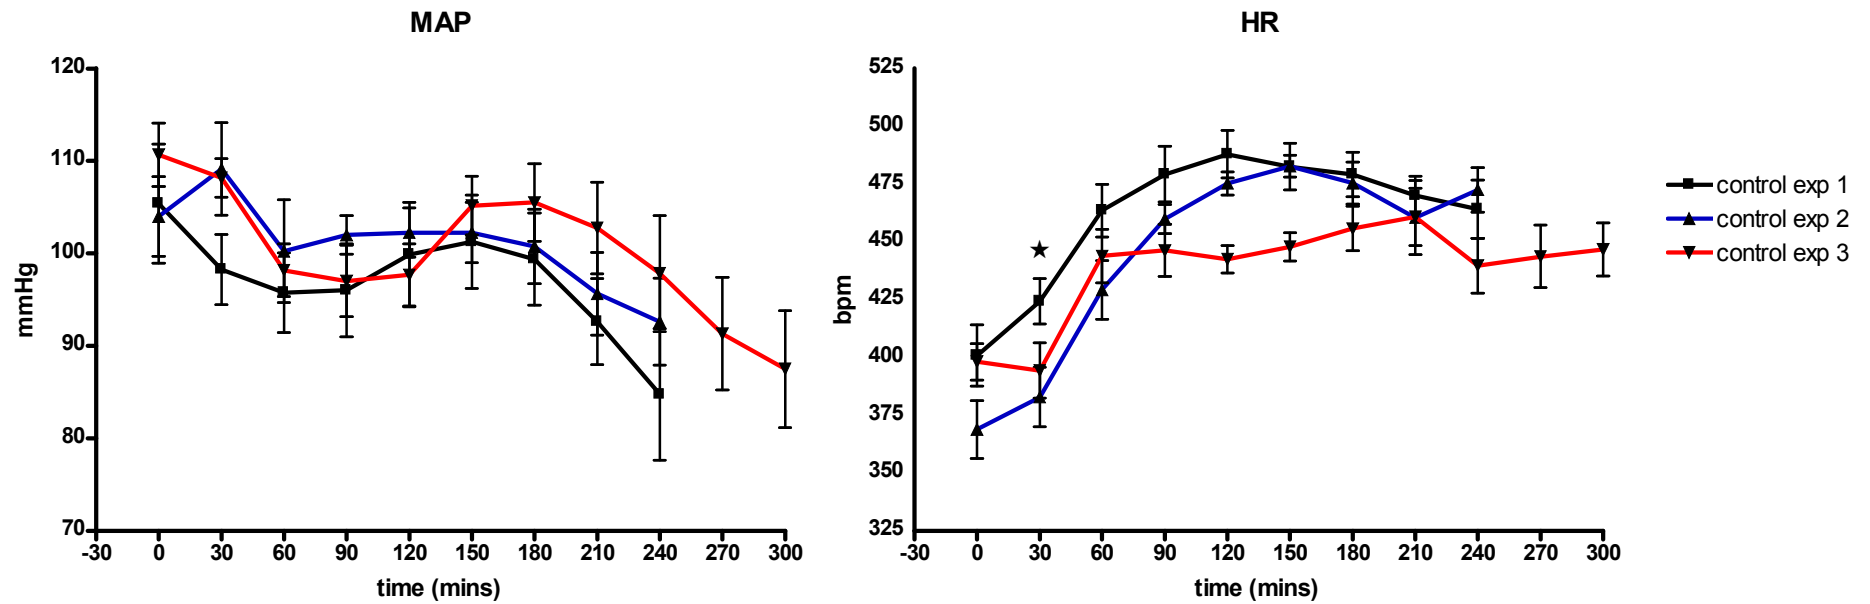 MAP
120
110
100
90
80
70
mmHg
-30 0 30 60 90 120 150 180 210 240 270 300
time (mins)
HR
525
500
475
450
425
400
375
350
325
bpm
-30 0 30 60 90 120 150 180 210 240 270 300
time (mins)
control exp 1
control exp 2
control exp 3